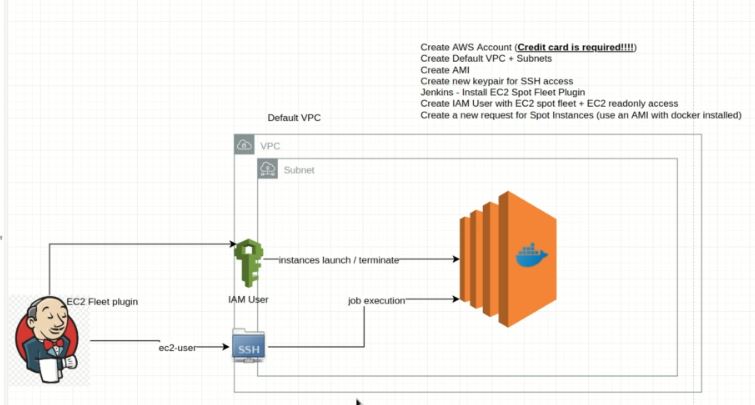 Create AWS Account (Credit card is required!!!!)
Create Default VPC + Subnets
Create AMI
Create new keypair for SSH access
Jenkins - Install EC2 Spot Fleet Plugin
Create IAM User with EC2 spot fleet + EC2 readonly access
Create a new request for Spot Instances (use an AMI with docker installed)
Default VPC
VPC
Subnet
instances launch / terminate
EC2 Fleet plugin
IAM User
job execution
ec2-user
SSH